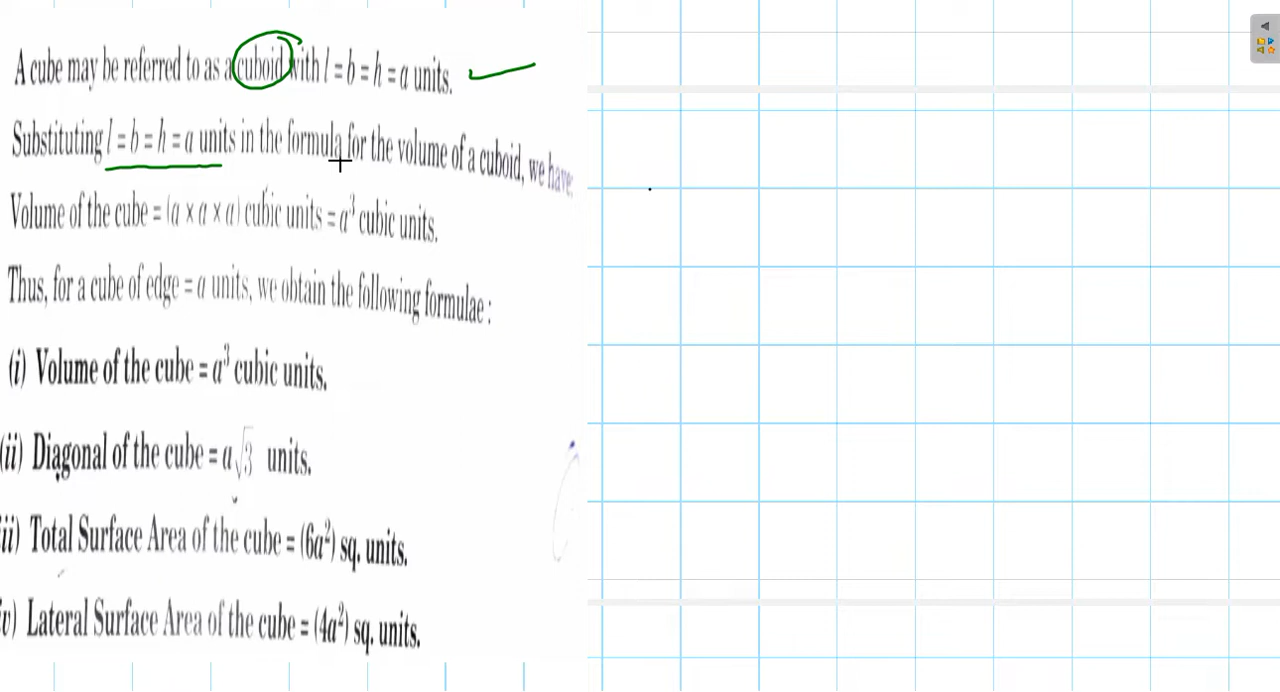 A cube may be referred to as a cuboid with l = b = h = a units.
Substituting l = b = h = a units in the formula for the volume of a cuboid, we have:
Volume of the cube = (a × a × a) cubic units = a³ cubic units.
Thus, for a cube of edge = a units, we obtain the following formulae :
(i) Volume of the cube = a³ cubic units.
(ii) Diagonal of the cube = a√3 units.
ii) Total Surface Area of the cube = (6a²) sq. units.
iv) Lateral Surface Area of the cube = (4a²) sq. units.